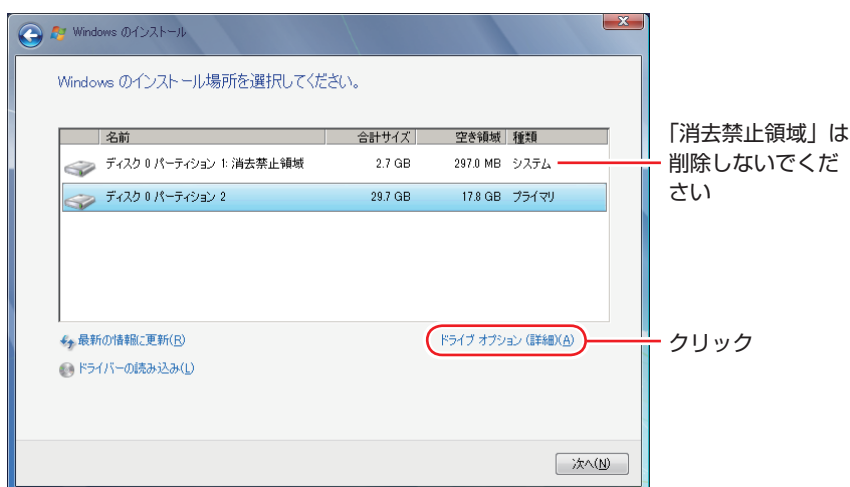 Windows のインストール
Windows のインストール場所を選択してください。
名前 合計サイズ 空き領域 種類
ディスク 0 パーティション 1: 消去禁止領域 2.7 GB 297.0 MB システム
ディスク 0 パーティション 2 29.7 GB 17.8 GB プライマリ
「消去禁止領域」は
削除しないでくだ
さい
最新の情報に更新(R)
ドライブ オプション (詳細)(A)
クリック
ドライバーの読み込み(L)
次へ(N)